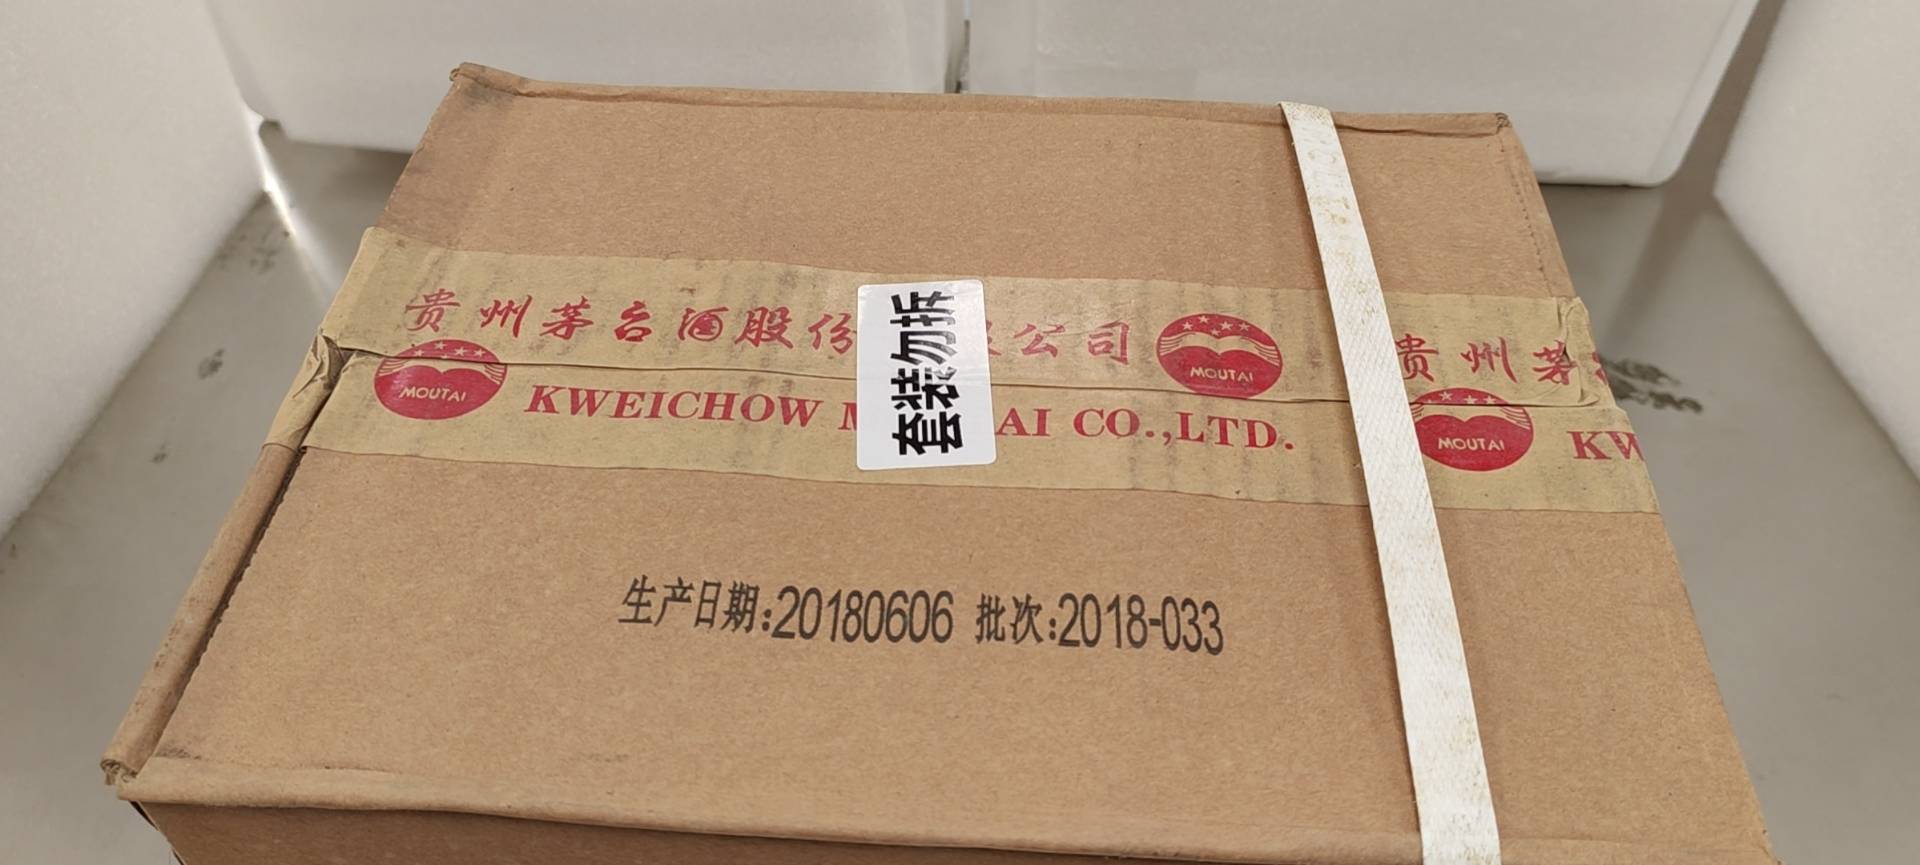 贵州茅台酒股份 公司
MOUTAI
贵州茅
MOUTAI
KWEICHOW
AI CO.,LTD.
MOUTAI
KW
套装勿拆
生产日期:20180606 批次:2018-033